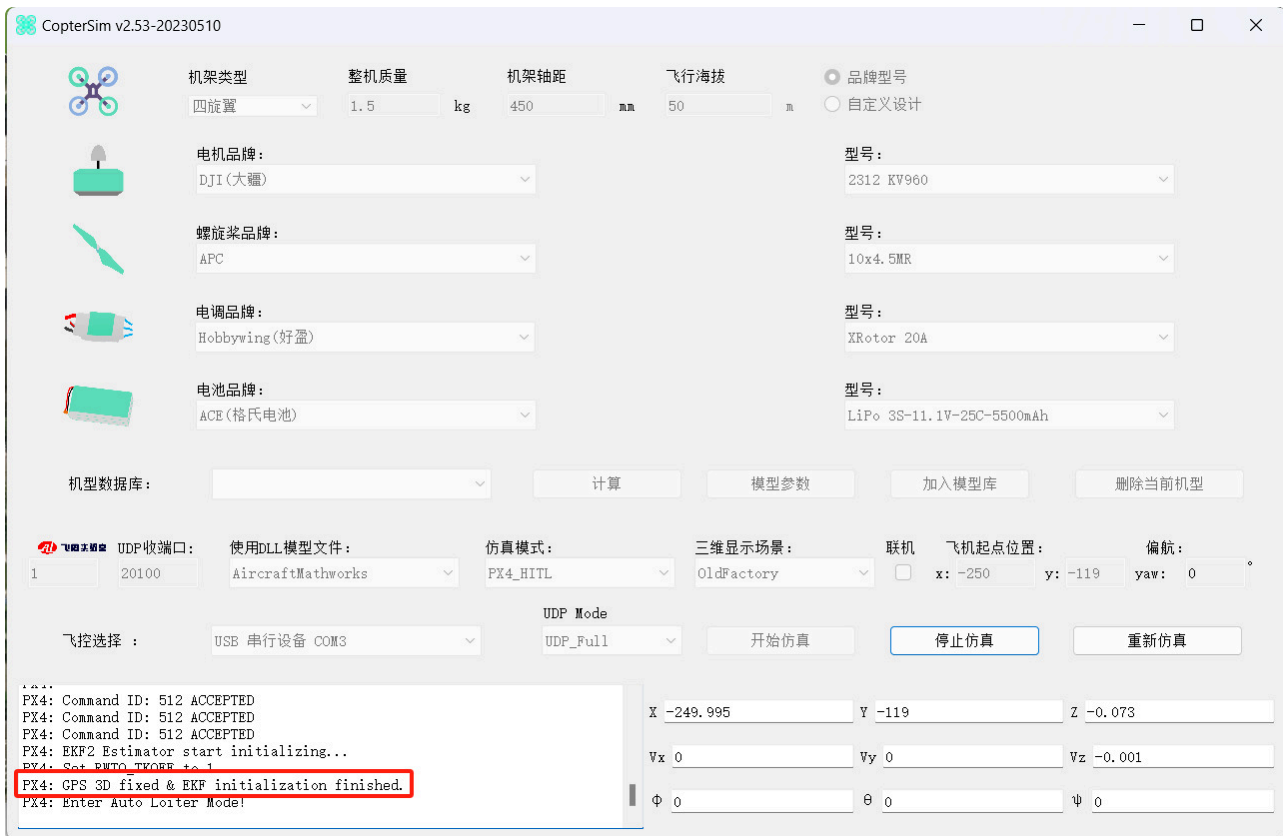 CopterSim v2.53-20230510
机架类型 整机质量 机架轴距 飞行海拔 品牌型号
四旋翼 1.5 kg 450 mm 50 m 自定义设计
电机品牌： 型号：
DJI(大疆) 2312 KV960
螺旋桨品牌： 型号：
APC 10x4.5MR
电调品牌： 型号：
Hobbywing(好盈) XRotor 20A
电池品牌： 型号：
ACE(格氏电池) LiPo 3S-11.1V-25C-5500mAh
机型数据库： 计算 模型参数 加入模型库 删除当前机型
飞思实验室 UDP收端口： 使用DLL模型文件： 仿真模式： 三维显示场景： 联机 飞机起点位置： 偏航：
1 20100 AircraftMathworks PX4_HITL OldFactory x: -250 y: -119 yaw: 0 °
UDP Mode
飞控选择 ： USB 串行设备 COM3 UDP_Full 开始仿真 停止仿真 重新仿真
PX4: Command ID: 512 ACCEPTED
PX4: Command ID: 512 ACCEPTED
PX4: Command ID: 512 ACCEPTED
PX4: EKF2 Estimator start initializing...
PX4: Set RWTO_TKOFF to 1
PX4: GPS 3D fixed & EKF initialization finished.
PX4: Enter Auto Loiter Mode!
X -249.995 Y -119 Z -0.073
Vx 0 Vy 0 Vz -0.001
Φ 0 θ 0 ψ 0